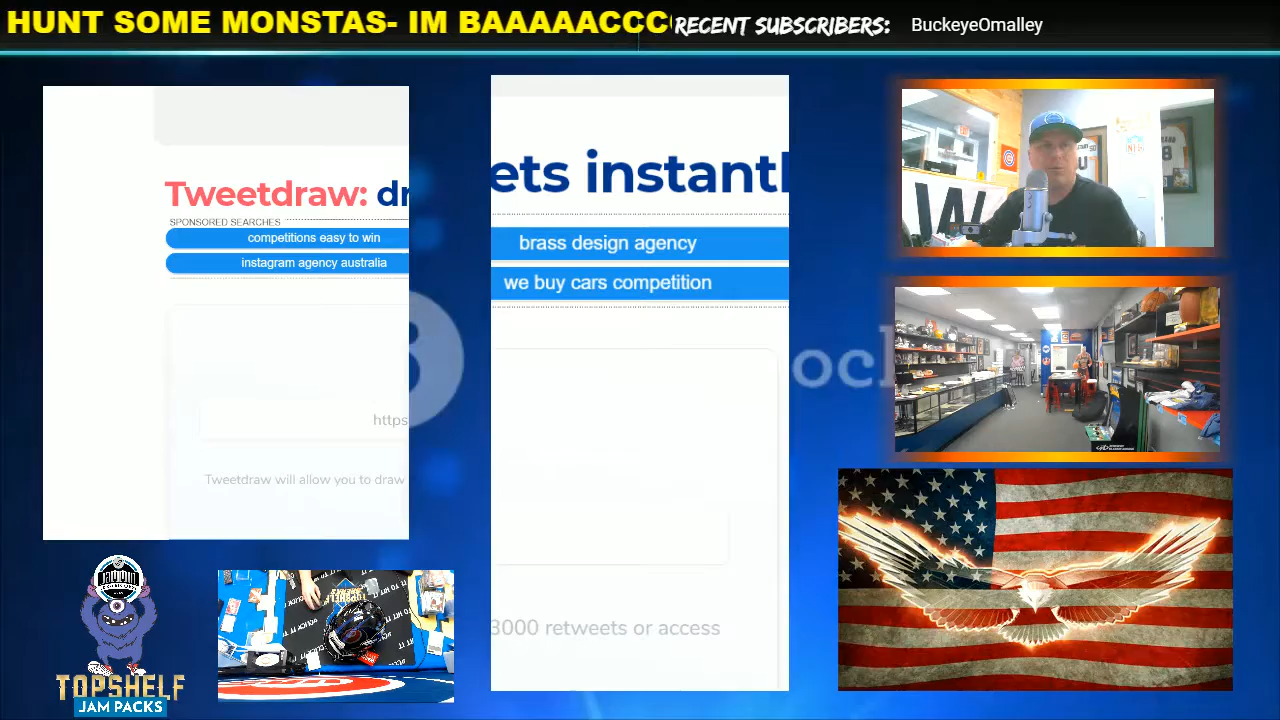 HUNT SOME MONSTAS- IM BAAAAACCC
RECENT SUBSCRIBERS: BuckeyeOmalley
Tweetdraw: dr
SPONSORED SEARCHES
competitions easy to win
instagram agency australia
https
Tweetdraw will allow you to draw
ets instantl
brass design agency
we buy cars competition
3000 retweets or access
TOPSHELF
JAM PACKS